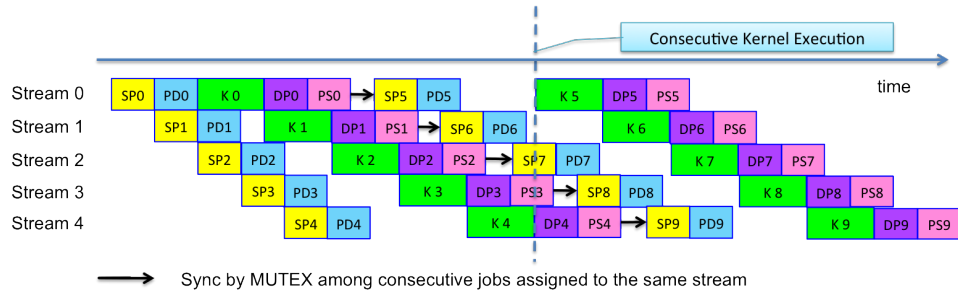 Consecutive Kernel Execution
time
Stream 0 SP0 PD0 K 0 DP0 PS0 SP5 PD5 K 5 DP5 PS5
Stream 1 SP1 PD1 K 1 DP1 PS1 SP6 PD6 K 6 DP6 PS6
Stream 2 SP2 PD2 K 2 DP2 PS2 SP7 PD7 K 7 DP7 PS7
Stream 3 SP3 PD3 K 3 DP3 PS3 SP8 PD8 K 8 DP8 PS8
Stream 4 SP4 PD4 K 4 DP4 PS4 SP9 PD9 K 9 DP9 PS9
Sync by MUTEX among consecutive jobs assigned to the same stream